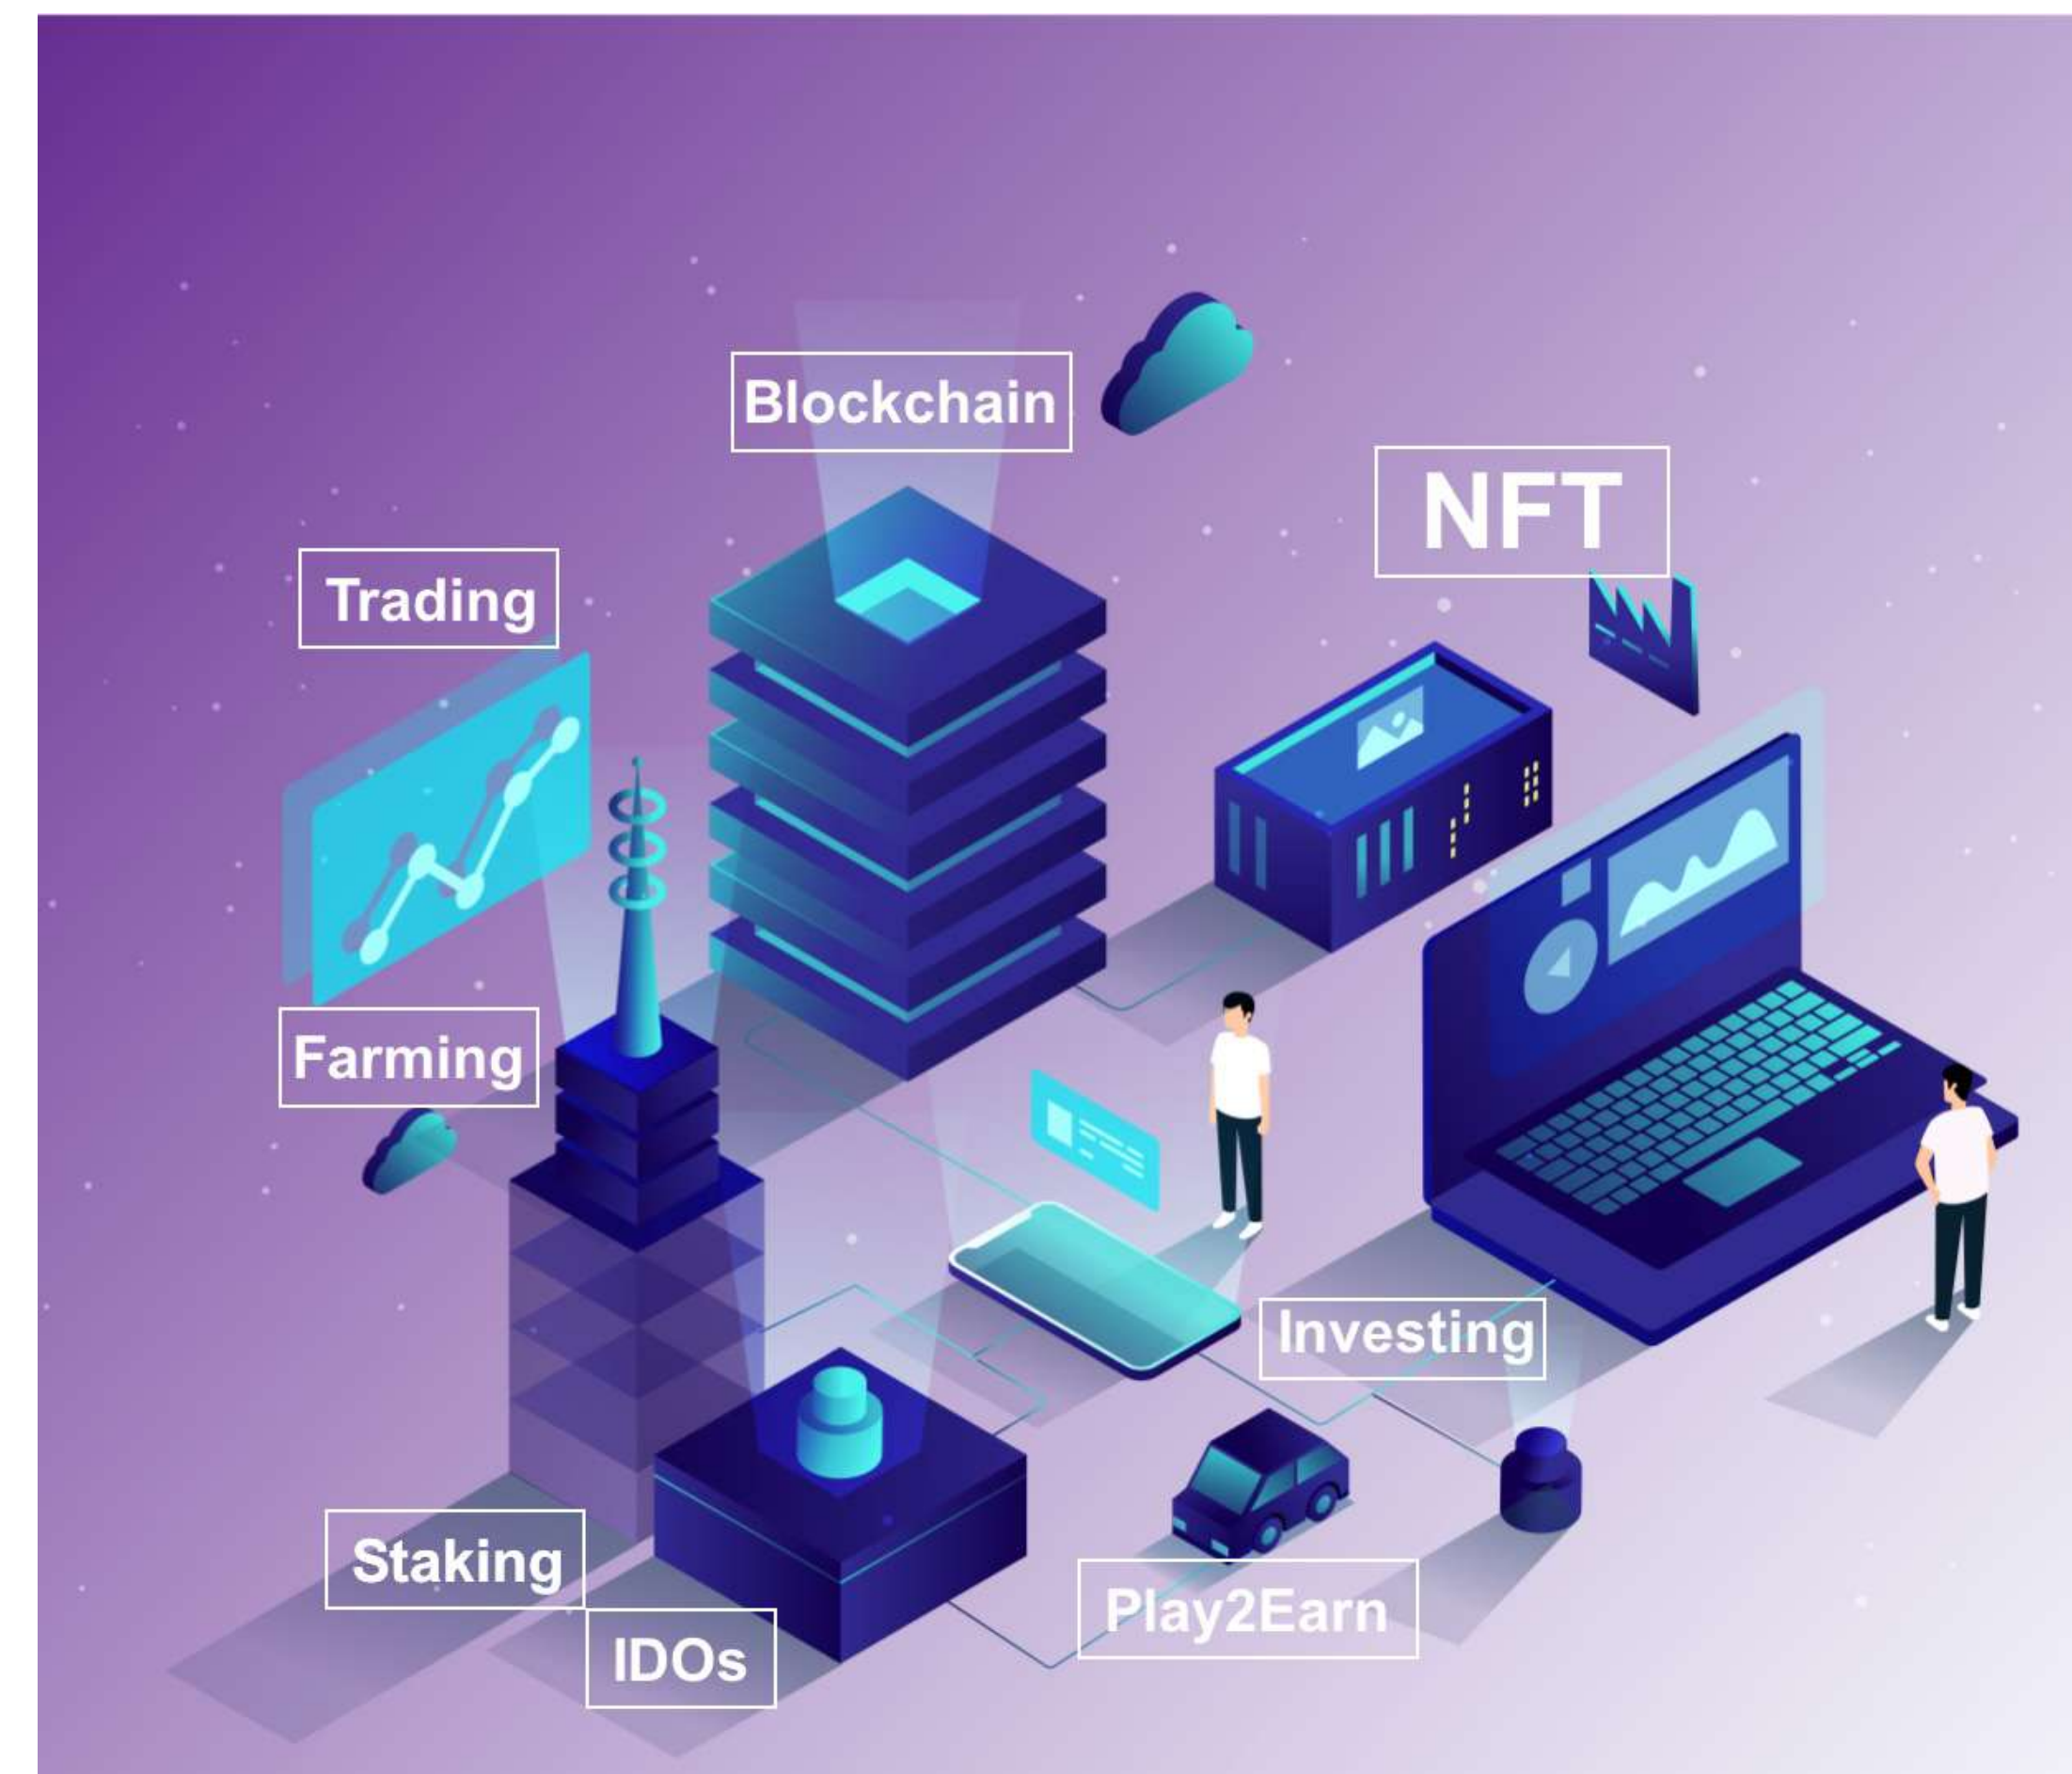 Blockchain
NFT
Trading
Farming
Investing
Staking
Play2Earn
IDOs